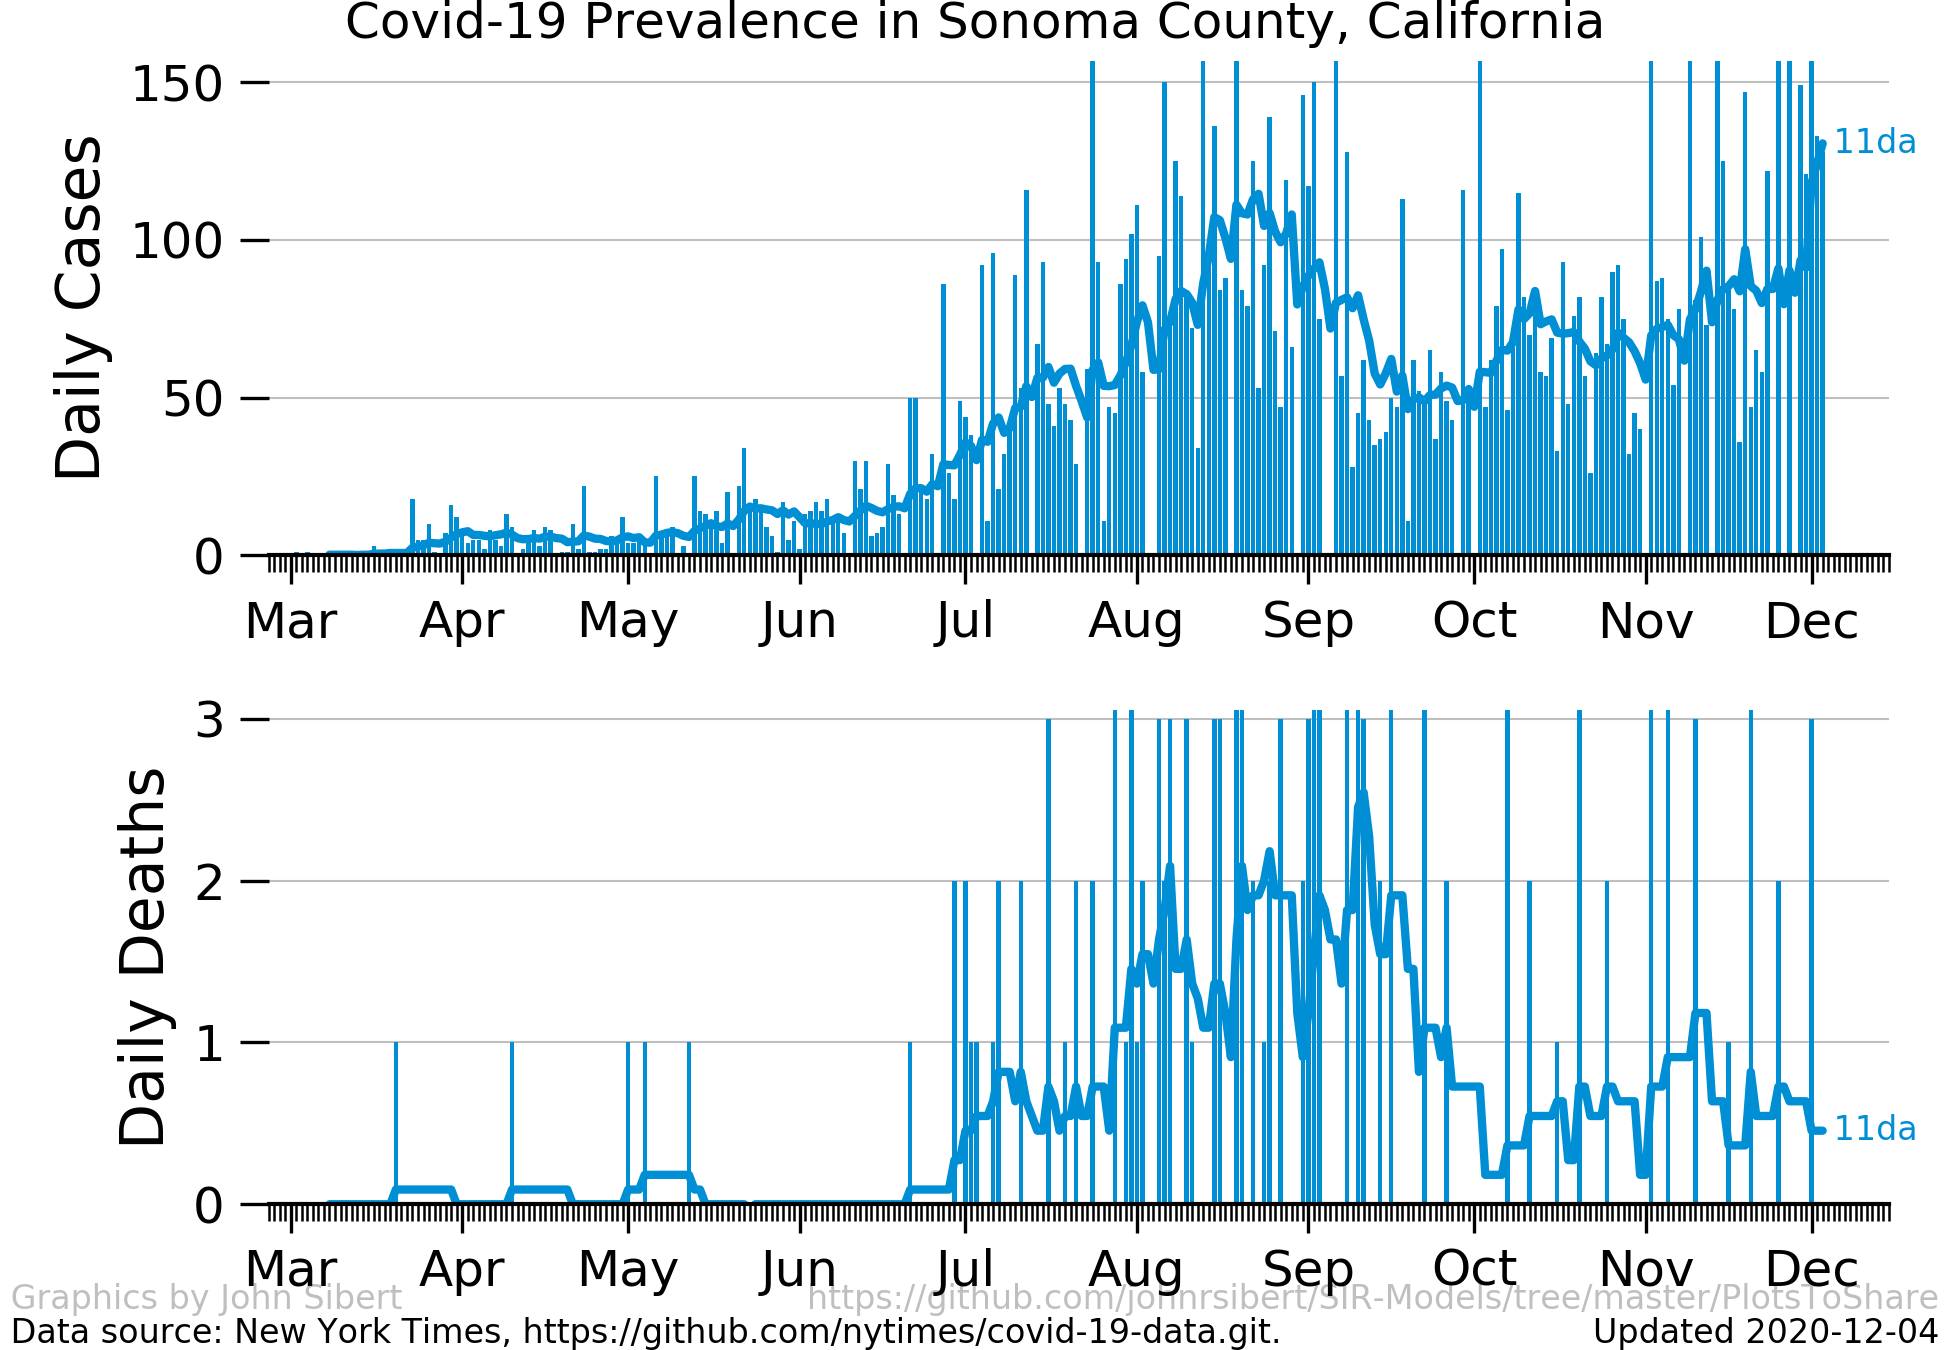 Covid-19 Prevalence in Sonoma County, California
Daily Cases
150
100
50
0
11da
Mar Apr May Jun Jul Aug Sep Oct Nov Dec
Daily Deaths
3
2
1
0
11da
Mar Apr May Jun Jul Aug Sep Oct Nov Dec
Graphics by John Sibert https://github.com/johnrsibert/SIR-Models/tree/master/PlotsToShare
Data source: New York Times, https://github.com/nytimes/covid-19-data.git. Updated 2020-12-04